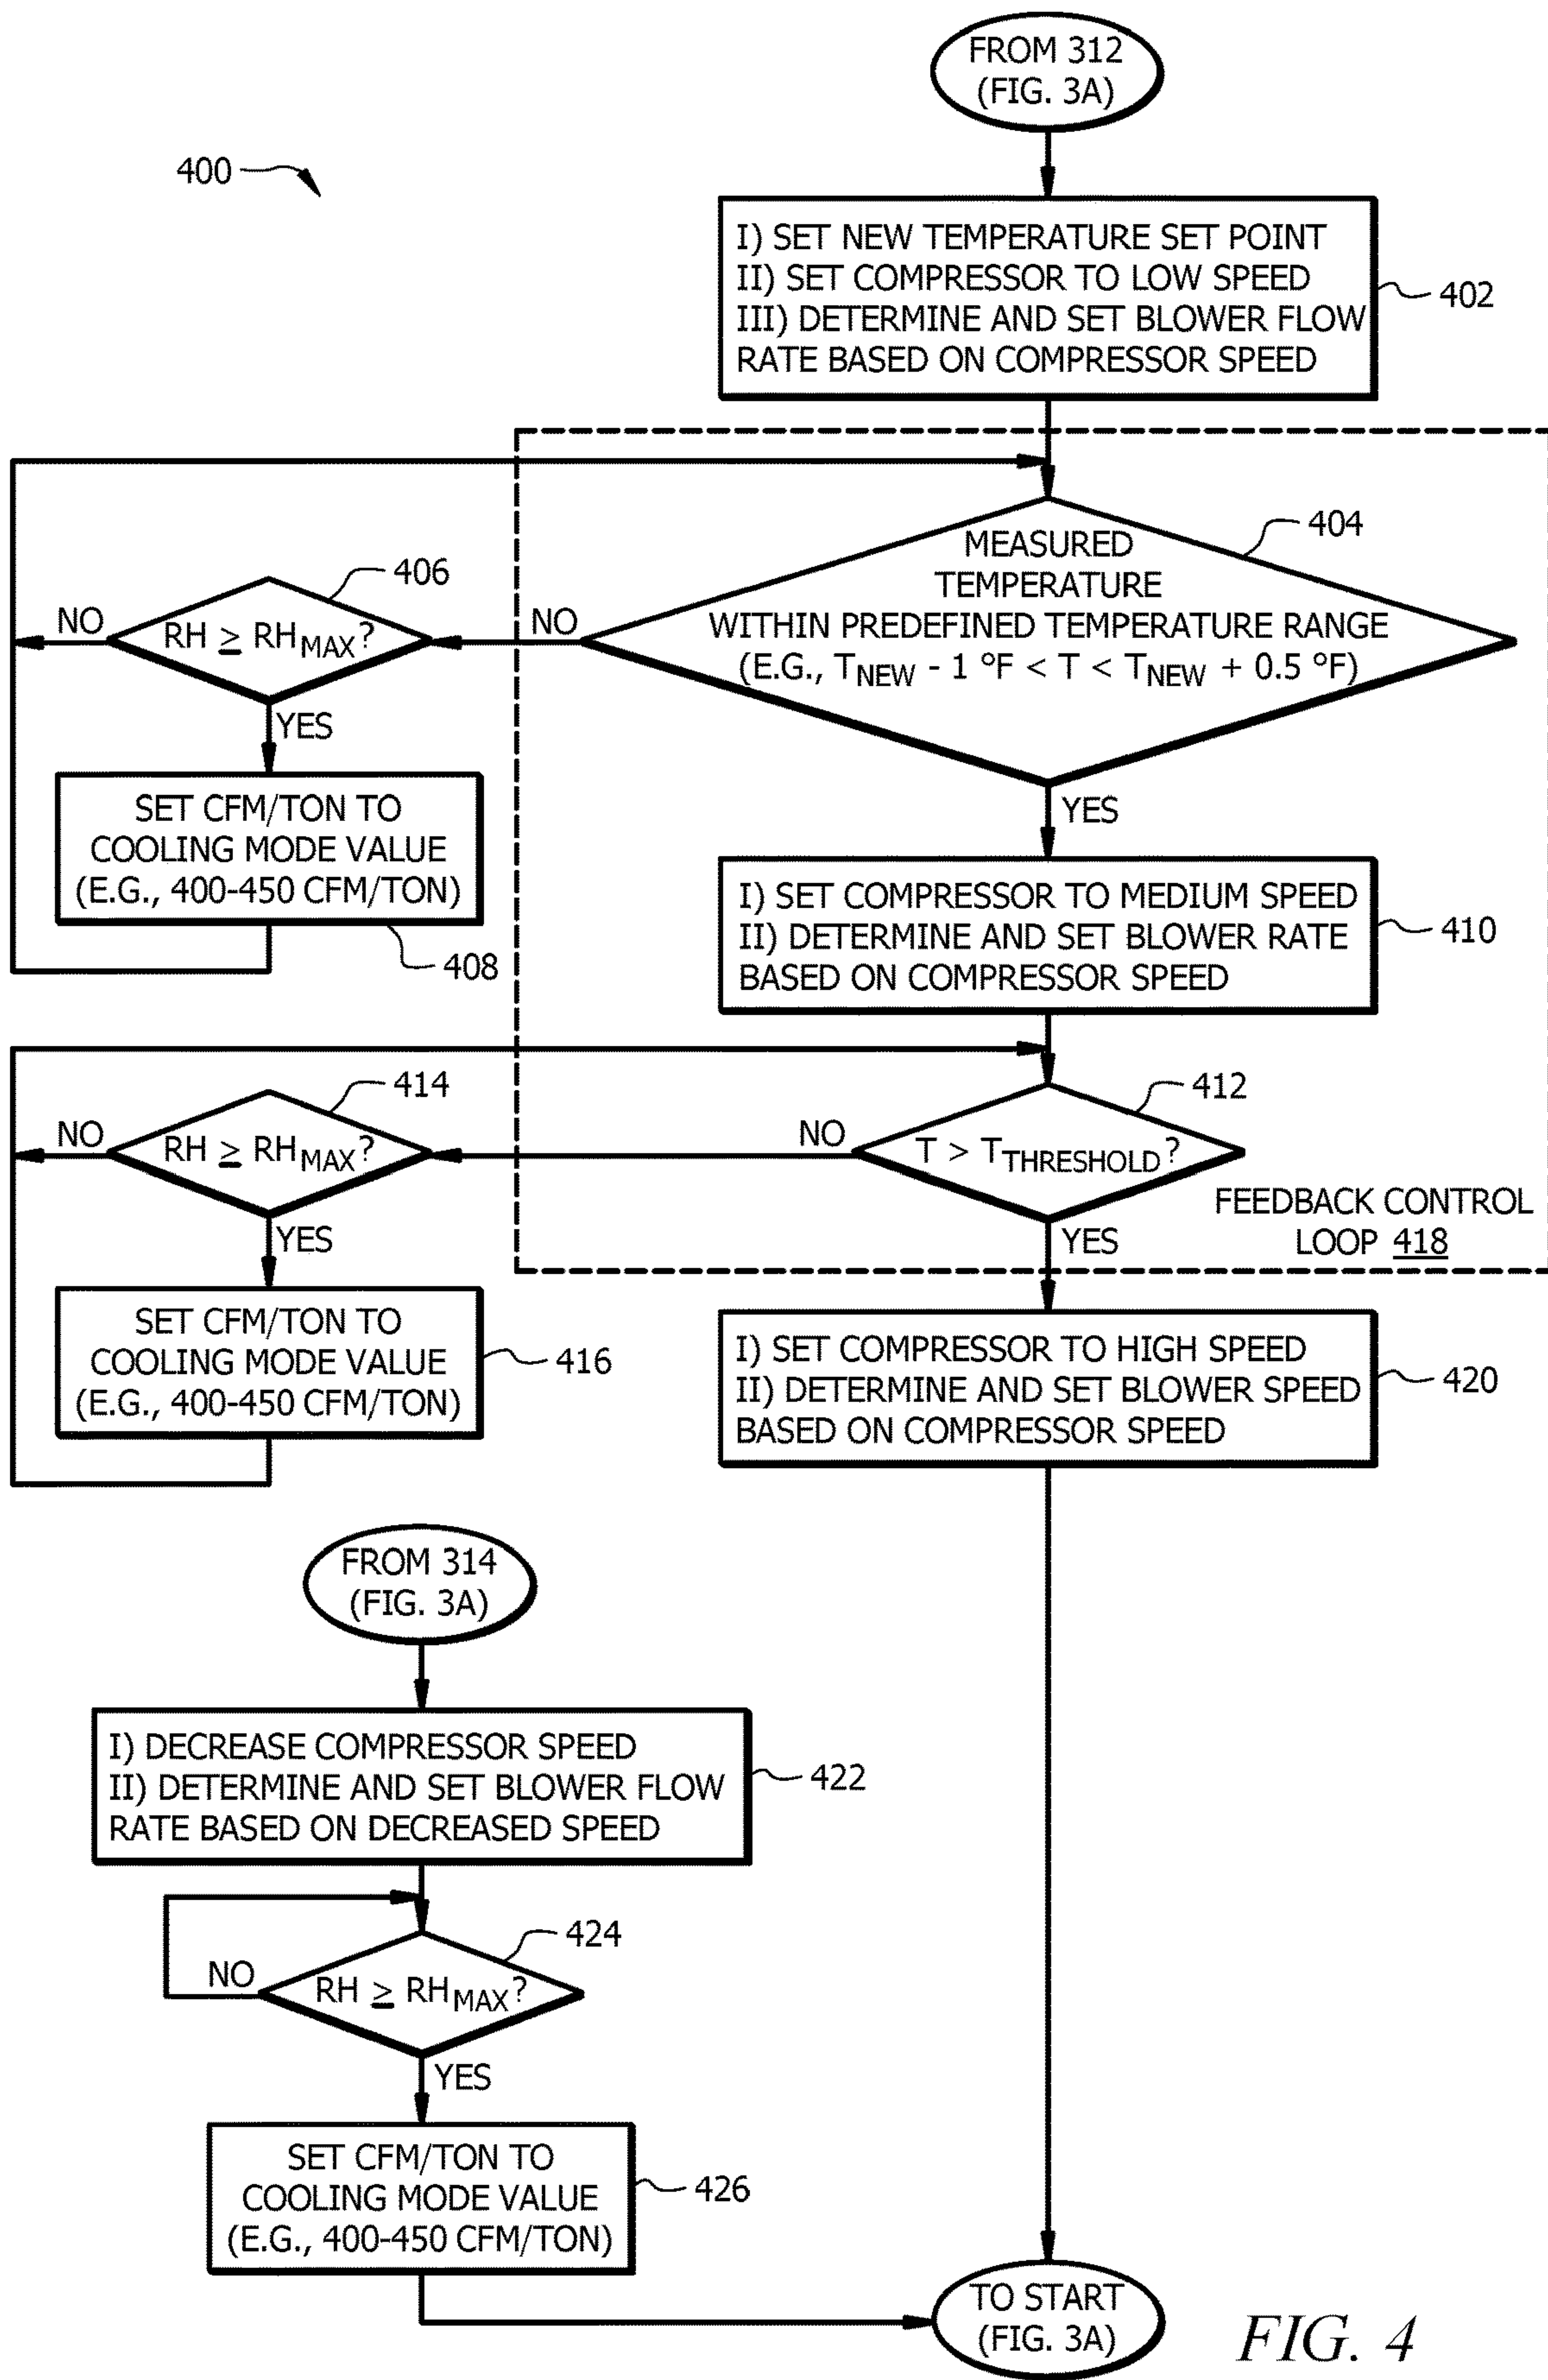 FROM 312
(FIG. 3A)
400
I) SET NEW TEMPERATURE SET POINT
II) SET COMPRESSOR TO LOW SPEED
III) DETERMINE AND SET BLOWER FLOW
RATE BASED ON COMPRESSOR SPEED
402
404
MEASURED
TEMPERATURE
WITHIN PREDEFINED TEMPERATURE RANGE
(E.G., TNEW - 1 °F < T < TNEW + 0.5 °F)
NO
YES
406
RH ≥ RHMAX?
NO
YES
SET CFM/TON TO
COOLING MODE VALUE
(E.G., 400-450 CFM/TON)
408
I) SET COMPRESSOR TO MEDIUM SPEED
II) DETERMINE AND SET BLOWER RATE
BASED ON COMPRESSOR SPEED
410
412
T > TTHRESHOLD?
NO
YES
FEEDBACK CONTROL
LOOP 418
414
RH ≥ RHMAX?
NO
YES
SET CFM/TON TO
COOLING MODE VALUE
(E.G., 400-450 CFM/TON)
416
I) SET COMPRESSOR TO HIGH SPEED
II) DETERMINE AND SET BLOWER SPEED
BASED ON COMPRESSOR SPEED
420
FROM 314
(FIG. 3A)
I) DECREASE COMPRESSOR SPEED
II) DETERMINE AND SET BLOWER FLOW
RATE BASED ON DECREASED SPEED
422
424
RH ≥ RHMAX?
NO
YES
SET CFM/TON TO
COOLING MODE VALUE
(E.G., 400-450 CFM/TON)
426
TO START
(FIG. 3A)
FIG. 4